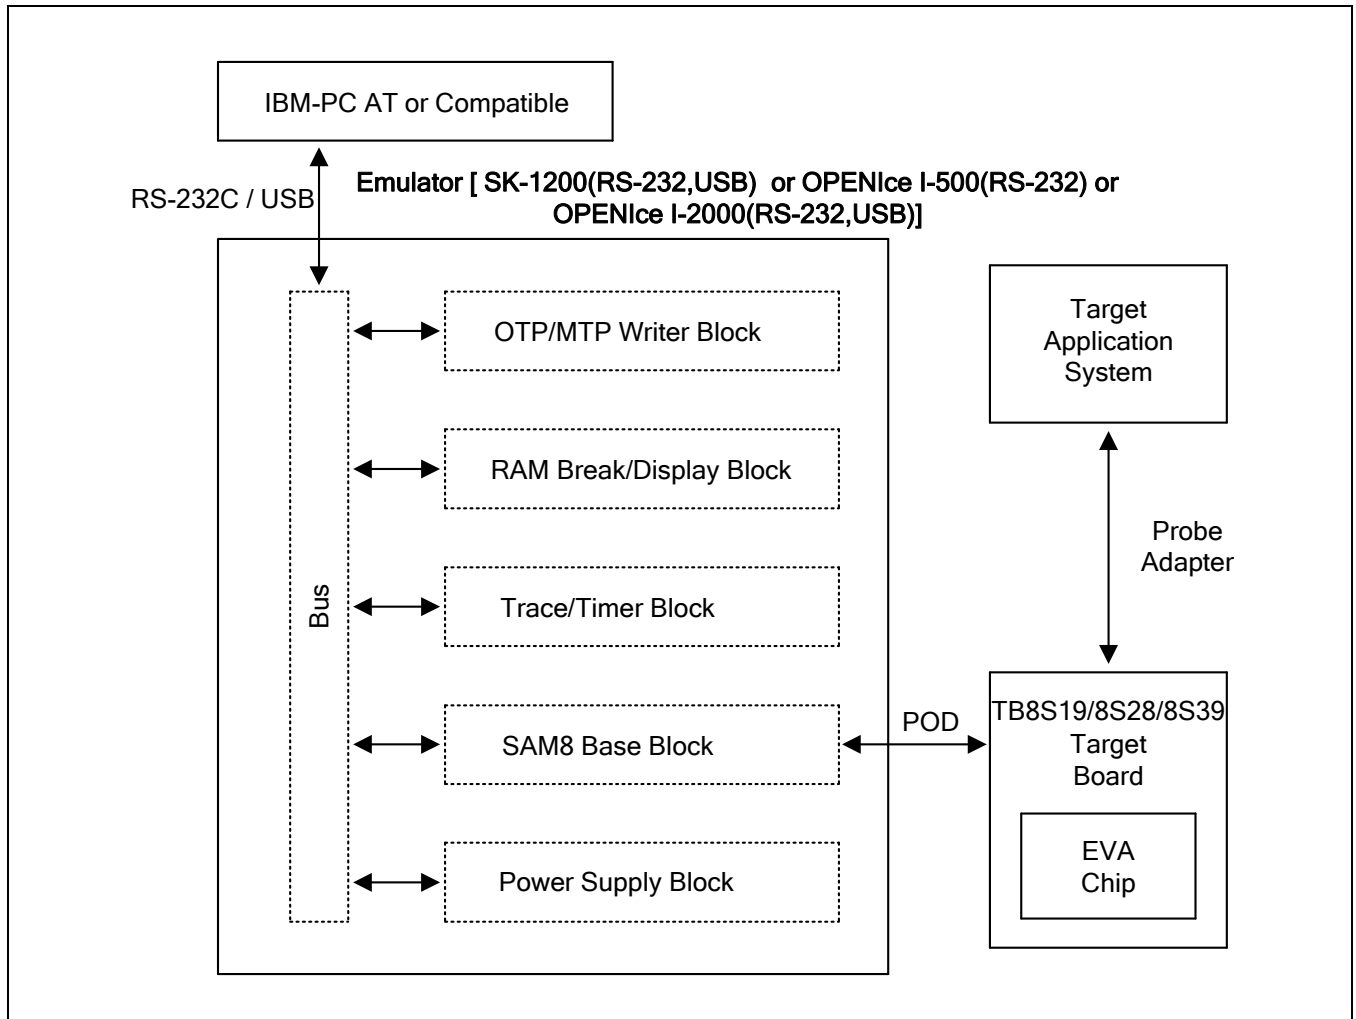 IBM-PC AT or Compatible
RS-232C / USB
Emulator [ SK-1200(RS-232,USB) or OPENIce I-500(RS-232) or
OPENIce I-2000(RS-232,USB)]
Bus
OTP/MTP Writer Block
RAM Break/Display Block
Trace/Timer Block
SAM8 Base Block
Power Supply Block
POD
Target
Application
System
Probe
Adapter
TB8S19/8S28/8S39
Target
Board
EVA
Chip